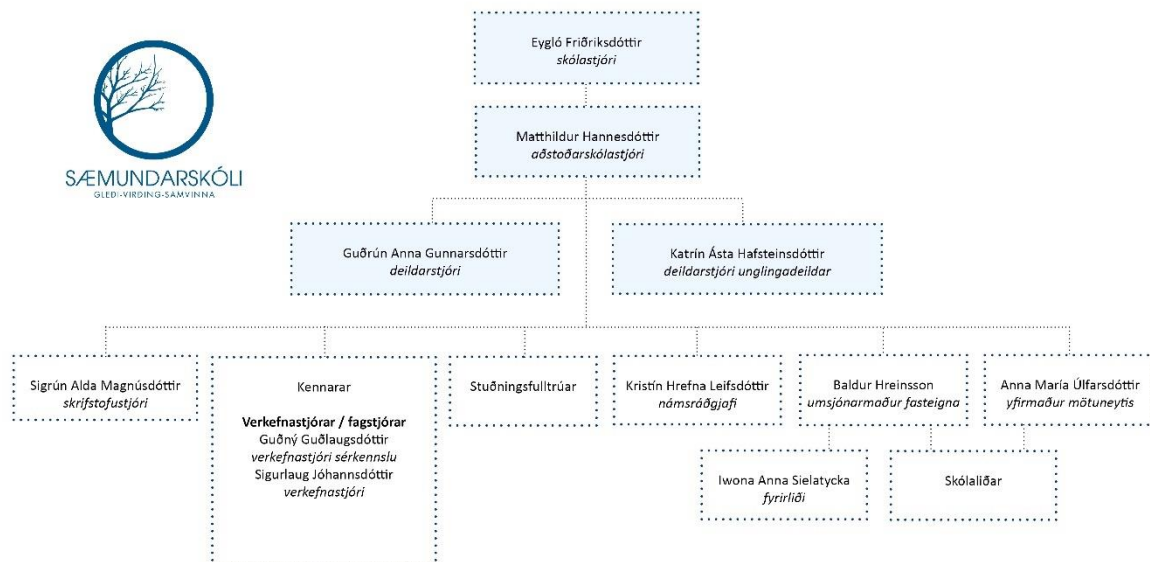 Eygló Friðriksdóttir
skólastjóri
SÆMUNDARSKÓLI
GLEÐI-VIRÐING-SAMVINNA
Matthildur Hannesdóttir
aðstoðarskólastjóri
Guðrún Anna Gunnarsdóttir
deildarstjóri
Katrín Ásta Hafsteinsdóttir
deildarstjóri unglingadeildar
Sigrún Alda Magnúsdóttir
skrifstofustjóri
Kennarar
Verkefnastjórar / fagstjórar
Guðný Guðlaugsdóttir
verkefnastjóri sérkennslu
Sigurlaug Jóhannsdóttir
verkefnastjóri
Stuðningsfulltrúar
Kristín Hrefna Leifsdóttir
námsráðgjafi
Baldur Hreinsson
umsjónarmaður fasteigna
Anna María Úlfarsdóttir
yfirmaður mötuneytis
Iwona Anna Sielatycka
fyrirliði
Skólaliðar